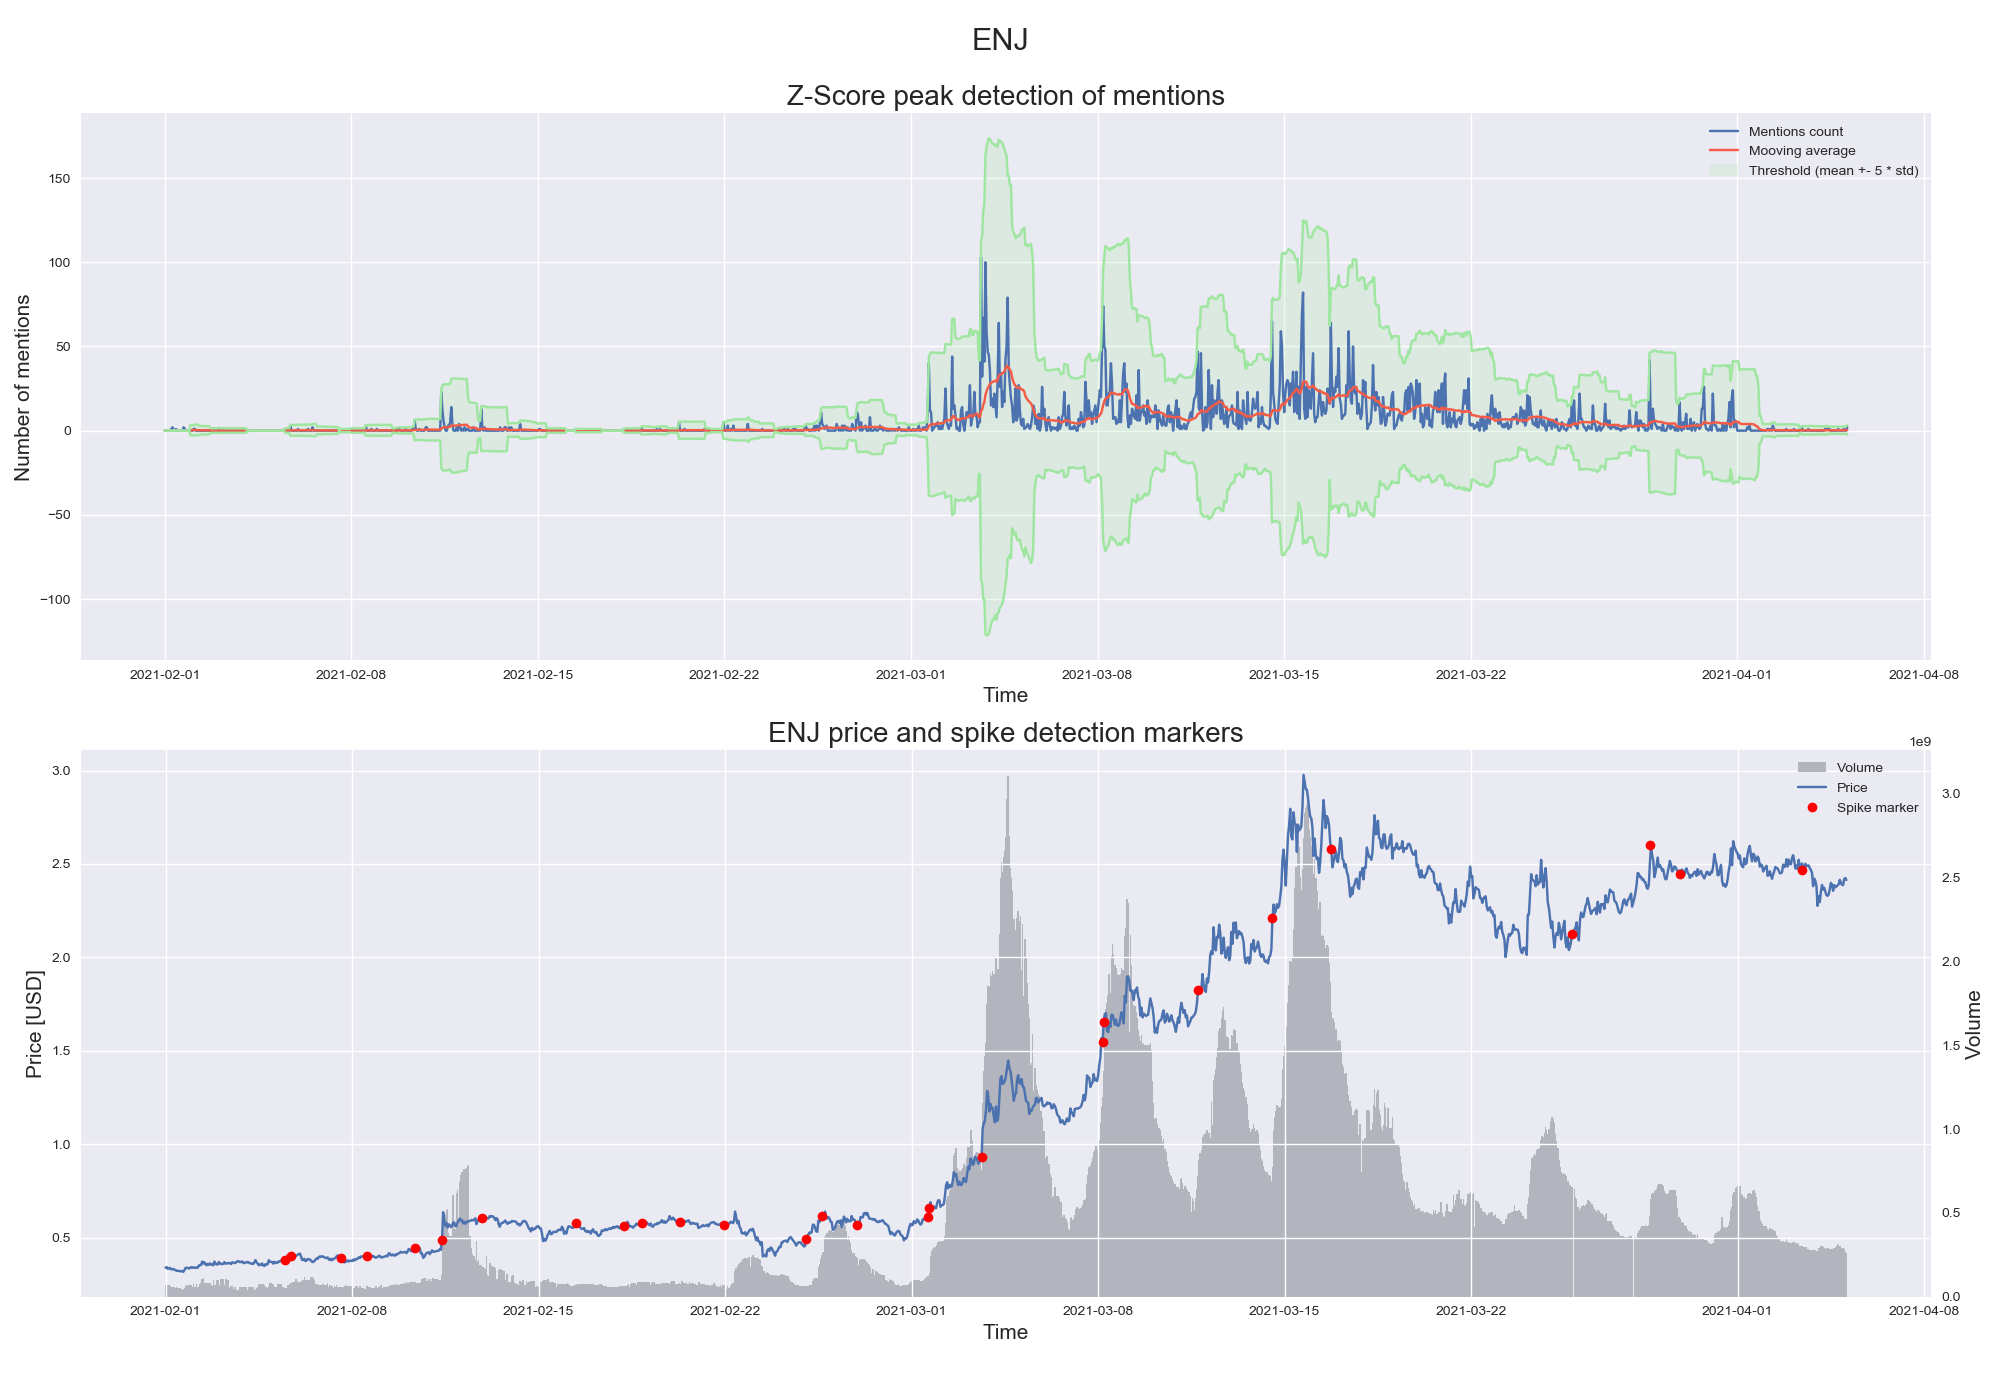 ENJ
Z-Score peak detection of mentions
Mentions count
Mooving average
Threshold (mean +- 5 * std)
Number of mentions
150
100
50
0
−50
−100
2021-02-01 2021-02-08 2021-02-15 2021-02-22 2021-03-01 2021-03-08 2021-03-15 2021-03-22 2021-04-01 2021-04-08
Time
ENJ price and spike detection markers
1e9
Volume
Price
Spike marker
Price [USD]
3.0
2.5
2.0
1.5
1.0
0.5
3.0
2.5
2.0
1.5
1.0
0.5
0.0
Volume
2021-02-01 2021-02-08 2021-02-15 2021-02-22 2021-03-01 2021-03-08 2021-03-15 2021-03-22 2021-04-01 2021-04-08
Time